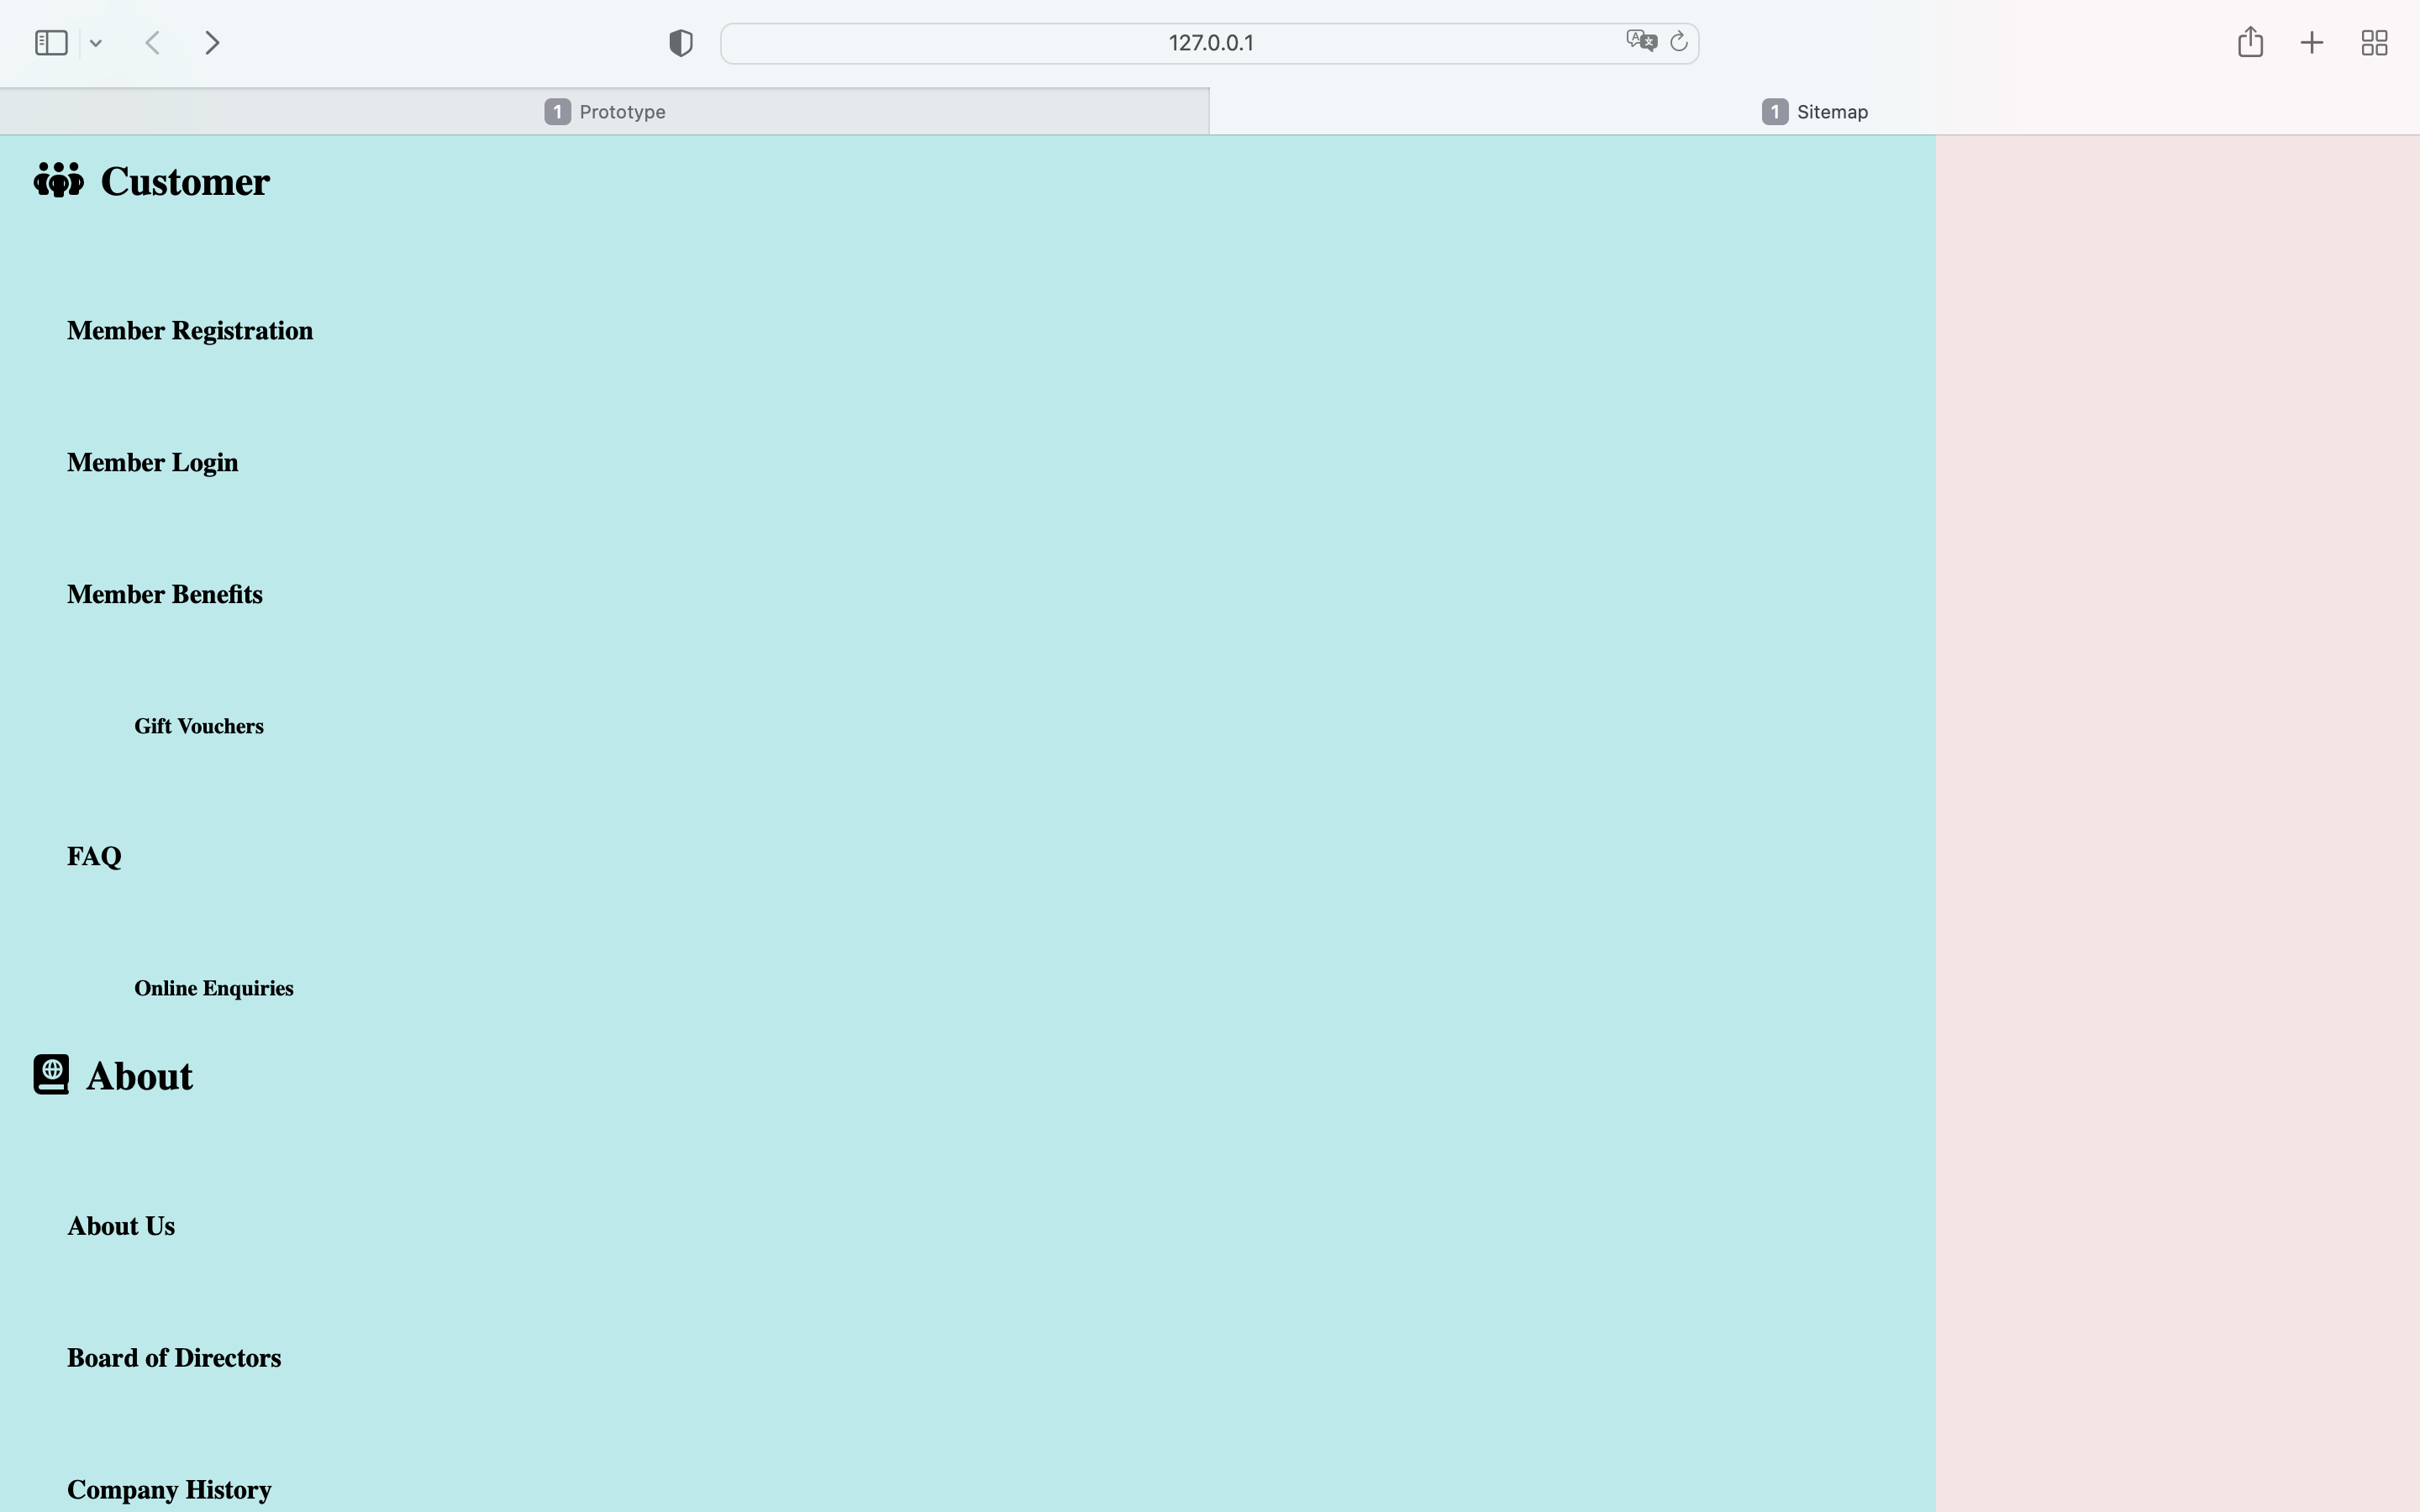 127.0.0.1
1 Prototype
1 Sitemap
Customer
Member Registration
Member Login
Member Benefits
Gift Vouchers
FAQ
Online Enquiries
About
About Us
Board of Directors
Company History